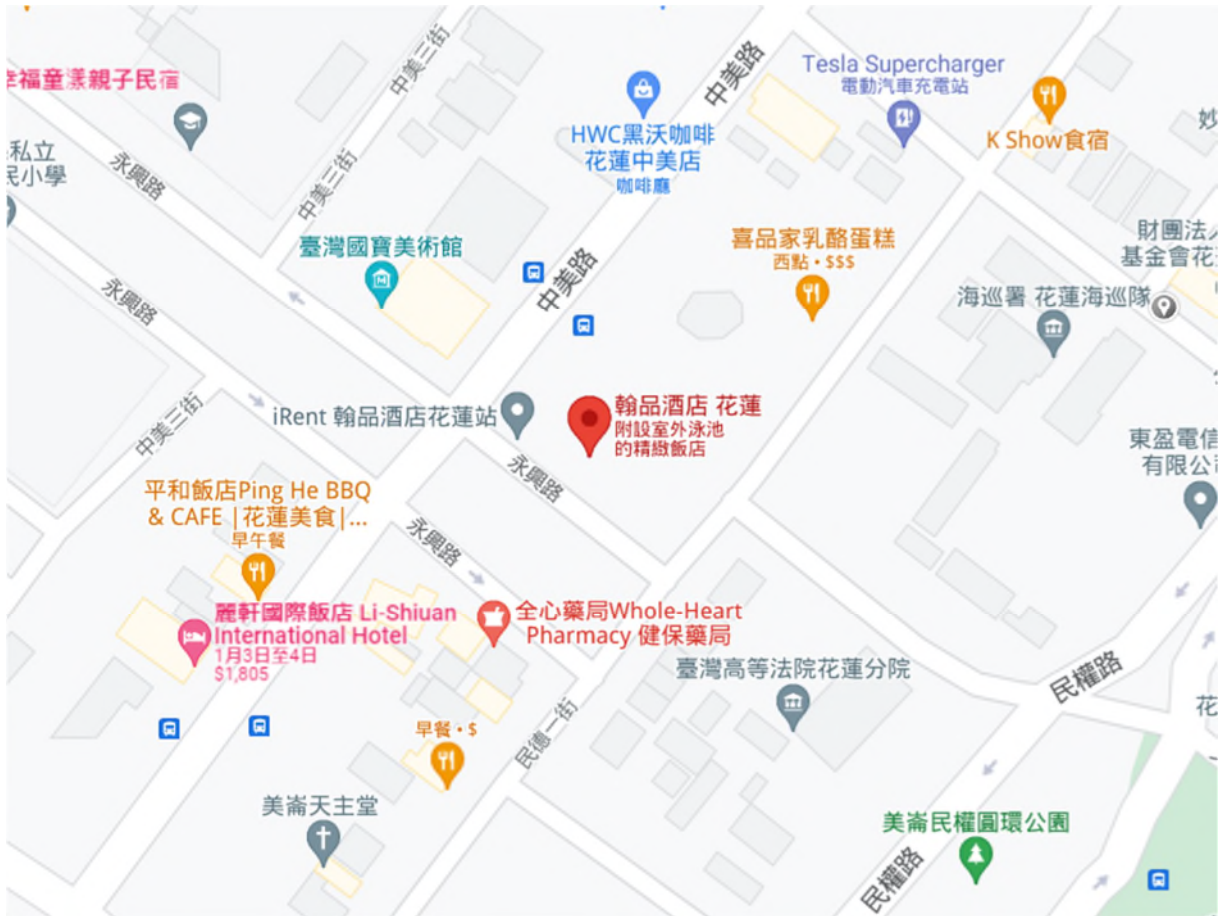 中美三街
中美路
Tesla Supercharger
電動汽車充電站
幸福童漾親子民宿
K Show食宿
HWC黑沃咖啡
花蓮中美店
咖啡廳
妙
私立
民小學
永興路
中美三街
臺灣國寶美術館
喜品家乳酪蛋糕
西點・$$$
財團法人
基金會花
中美路
永興路
海巡署 花蓮海巡隊
中美三街
iRent 翰品酒店花蓮站
翰品酒店 花蓮
附設室外泳池
的精緻飯店
東盈電信
有限公司
永興路
平和飯店Ping He BBQ
& CAFE |花蓮美食|...
早午餐
永興路
麗軒國際飯店 Li-Shiuan
International Hotel
1月3日至4日
$1,805
全心藥局Whole-Heart
Pharmacy 健保藥局
臺灣高等法院花蓮分院
民權路
花
早餐・$
民德一街
美崙天主堂
美崙民權圓環公園
民權路